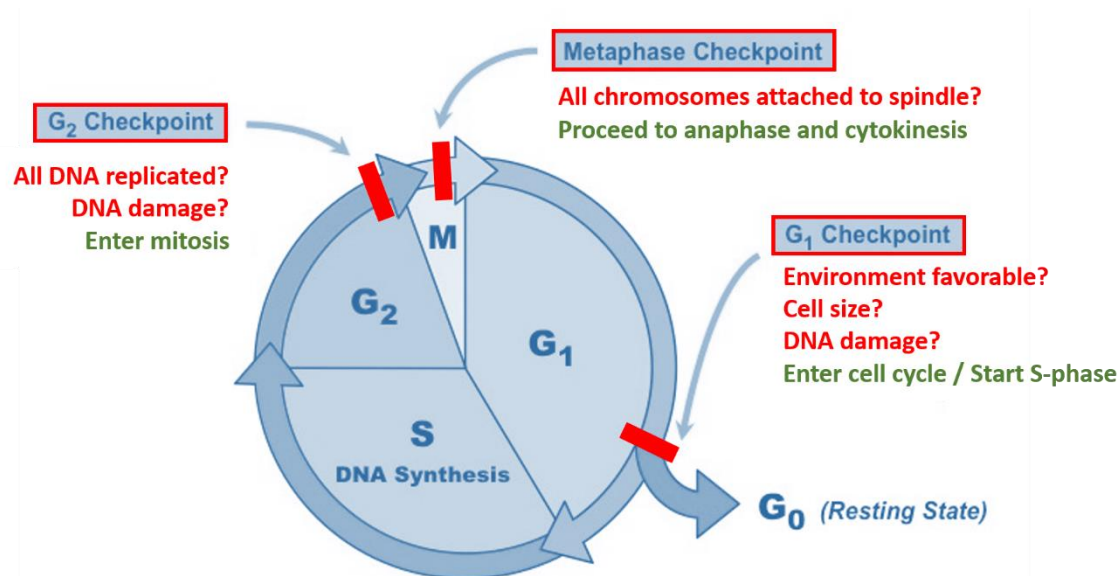 Metaphase Checkpoint
All chromosomes attached to spindle?
Proceed to anaphase and cytokinesis
G₂ Checkpoint
All DNA replicated?
DNA damage?
Enter mitosis
G₁ Checkpoint
Environment favorable?
Cell size?
DNA damage?
Enter cell cycle / Start S-phase
M
G₂
G₁
S
DNA Synthesis
G₀ (Resting State)